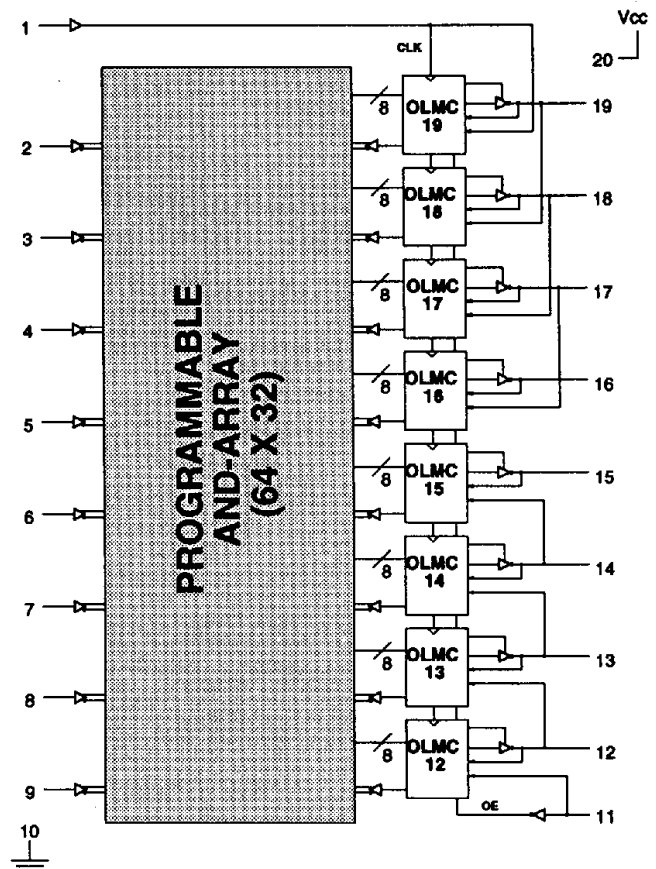 1
CLK
Vcc
20
8
OLMC
19
19
2
8
OLMC
18
18
3
8
OLMC
17
17
4
8
OLMC
16
16
5
8
OLMC
15
15
6
8
OLMC
14
14
7
8
OLMC
13
13
8
8
OLMC
12
12
9
OE
11
10
PROGRAMMABLE
AND-ARRAY
(64 X 32)